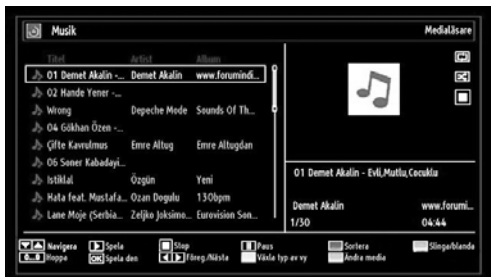 Musik Medialäsare
Titel Artist Album
01 Demet Akalin -... Demet Akalin www.forumindi...
02 Hande Yener -...
Wrong Depeche Mode Sounds Of Th...
04 Gökhan Özen -...
Çifte Kavrulmus Emre Altug Emre Altugdan
06 Soner Kabadayi...
Istiklal Özgün Yeni
Hata feat. Mustafa... Ozan Dogulu 130bpm
Lane Moje (Serbia... Zeljko Joksimo... Eurovision Son...
01 Demet Akalin - Evli,Mutlu,Cocuklu
Demet Akalin www.forumi...
1/30 04:44
Navigera Spela Stop Paus Sortera Slinga/blanda
0...9 Hoppa OK Spela den Föreg./Nästa Växla typ av vy Ändra media